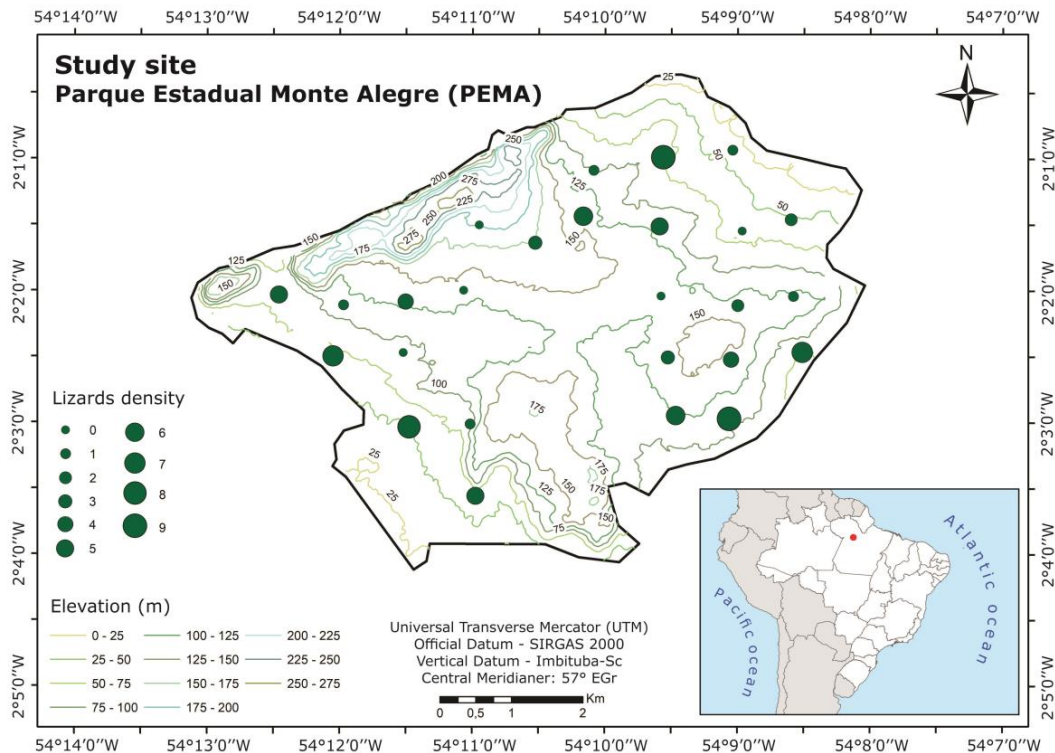 54°14'0"W 54°13'0"W 54°12'0"W 54°11'0"W 54°10'0"W 54°9'0"W 54°8'0"W 54°7'0"W
Study site
Parque Estadual Monte Alegre (PEMA)
N
2°1'0"W
2°2'0"W
2°3'0"W
2°4'0"W
2°5'0"W
2°1'0"W
2°2'0"W
2°3'0"W
2°4'0"W
2°5'0"W
25
250
50
200
275
125
225
250
50
150
275
175
150
125
150
150
100
175
25
175
125
150
175
25
150
75
Lizards density
0 6
1 7
2 8
3 9
4
5
Elevation (m)
0 - 25 100 - 125 200 - 225
25 - 50 125 - 150 225 - 250
50 - 75 150 - 175 250 - 275
75 - 100 175 - 200
Universal Transverse Mercator (UTM)
Official Datum - SIRGAS 2000
Vertical Datum - Imbituba-Sc
Central Meridianer: 57° EGr
Km
0 0,5 1 2
Atlantic ocean
Pacific ocean
54°14'0"W 54°13'0"W 54°12'0"W 54°11'0"W 54°10'0"W 54°9'0"W 54°8'0"W 54°7'0"W